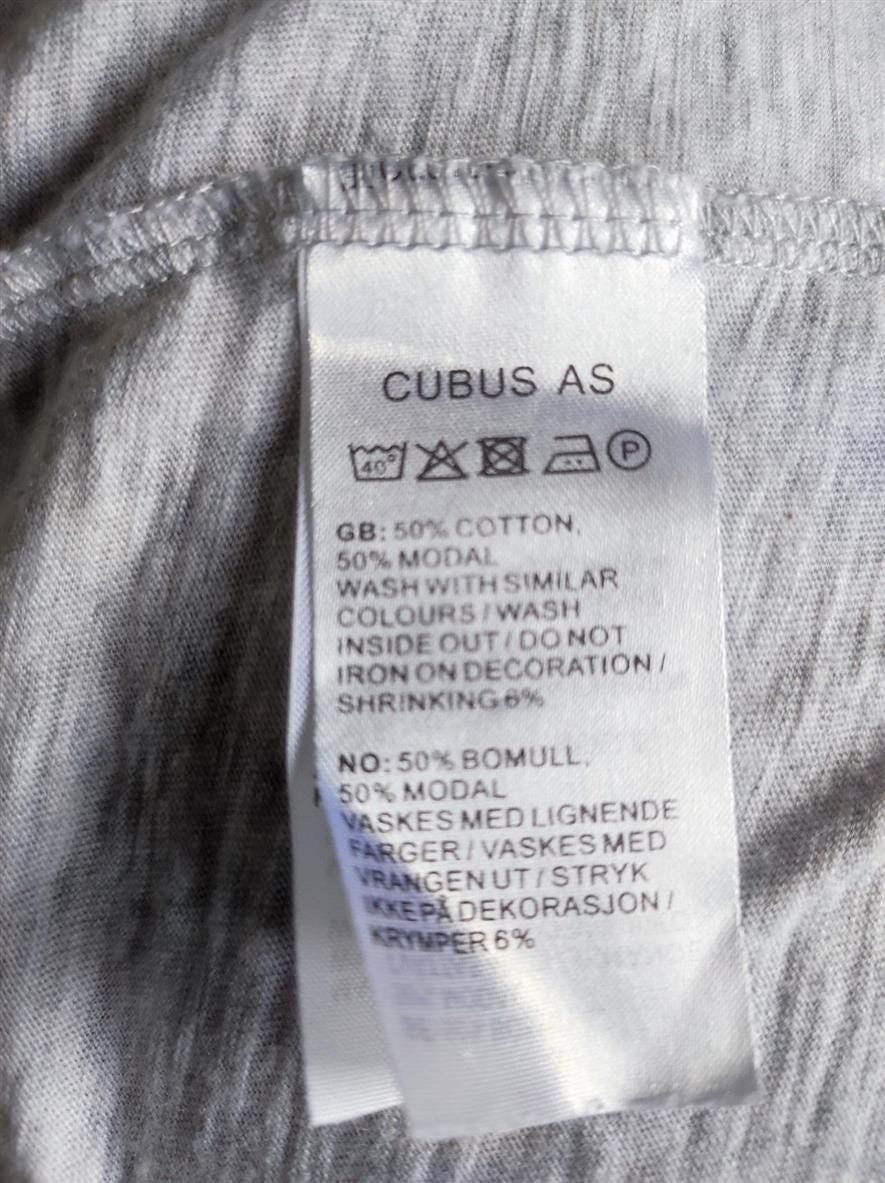 CUBUS AS
40° P
GB: 50% COTTON,
50% MODAL
WASH WITH SIMILAR
COLOURS / WASH
INSIDE OUT / DO NOT
IRON ON DECORATION /
SHRINKING 6%
NO: 50% BOMULL,
50% MODAL
VASKES MED LIGNENDE
FARGER / VASKES MED
VRANGEN UT / STRYK
IKKE PÅ DEKORASJON /
KRYMPER 6%